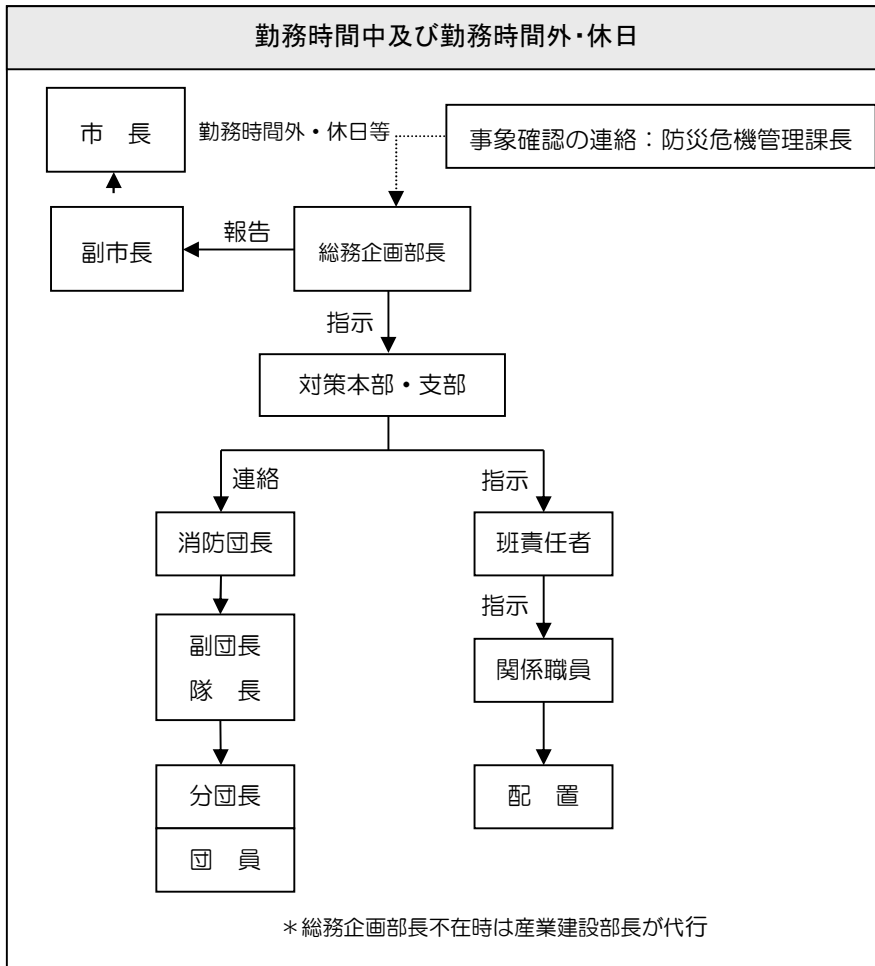 勤務時間中及び勤務時間外・休日
市　長
勤務時間外・休日等
事象確認の連絡：防災危機管理課長
副市長
報告
総務企画部長
指示
対策本部・支部
連絡
指示
消防団長
班責任者
指示
副団長
隊　長
関係職員
分団長
団　員
配　置
＊総務企画部長不在時は産業建設部長が代行